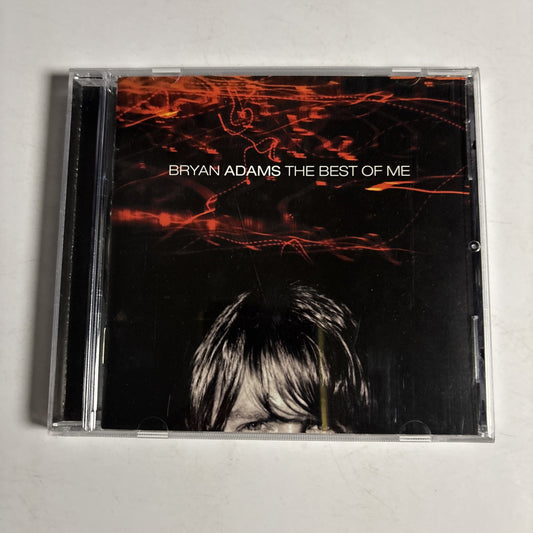 BRYAN ADAMS THE BEST OF ME